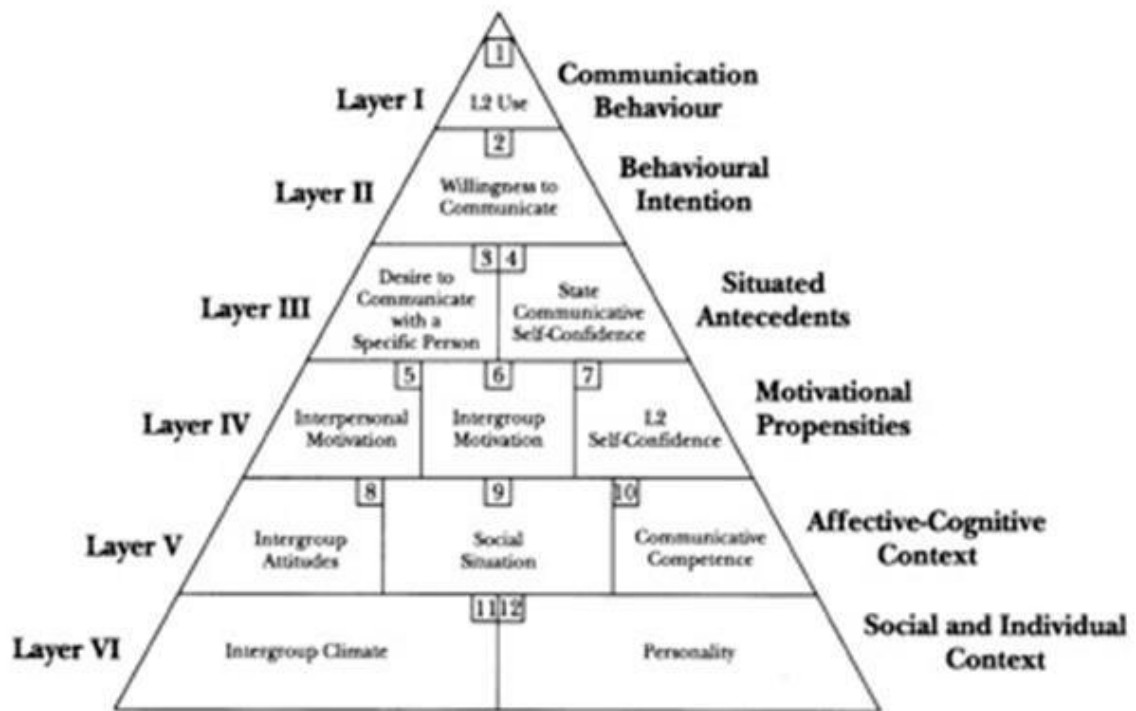 1
Layer I
L2 Use
Communication
Behaviour
2
Layer II
Willingness to
Communicate
Behavioural
Intention
3 4
Layer III
Desire to
Communicate
with a
Specific Person
State
Communicative
Self-Confidence
Situated
Antecedents
5 6 7
Layer IV
Interpersonal
Motivation
Intergroup
Motivation
L2
Self-Confidence
Motivational
Propensities
8 9 10
Layer V
Intergroup
Attitudes
Social
Situation
Communicative
Competence
Affective-Cognitive
Context
11 12
Layer VI
Intergroup Climate
Personality
Social and Individual
Context